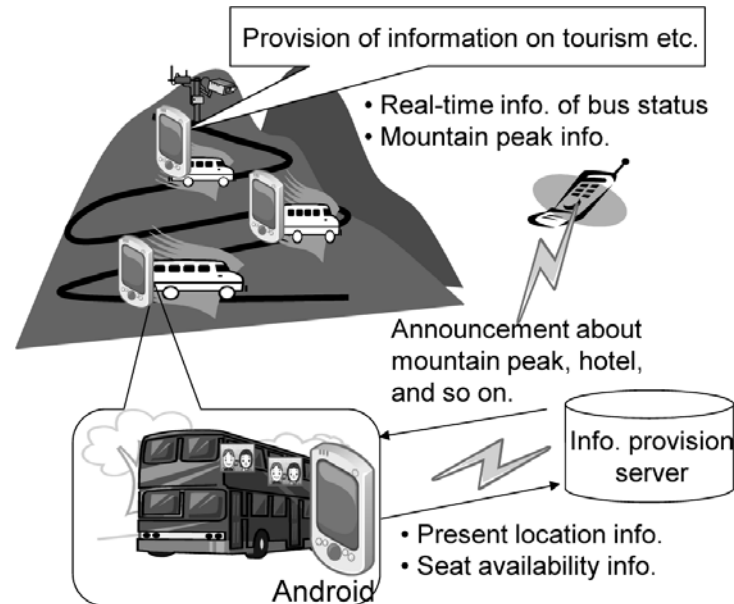 Provision of information on tourism etc.
• Real-time info. of bus status
• Mountain peak info.
Announcement about
mountain peak, hotel,
and so on.
Info. provision
server
• Present location info.
• Seat availability info.
Android